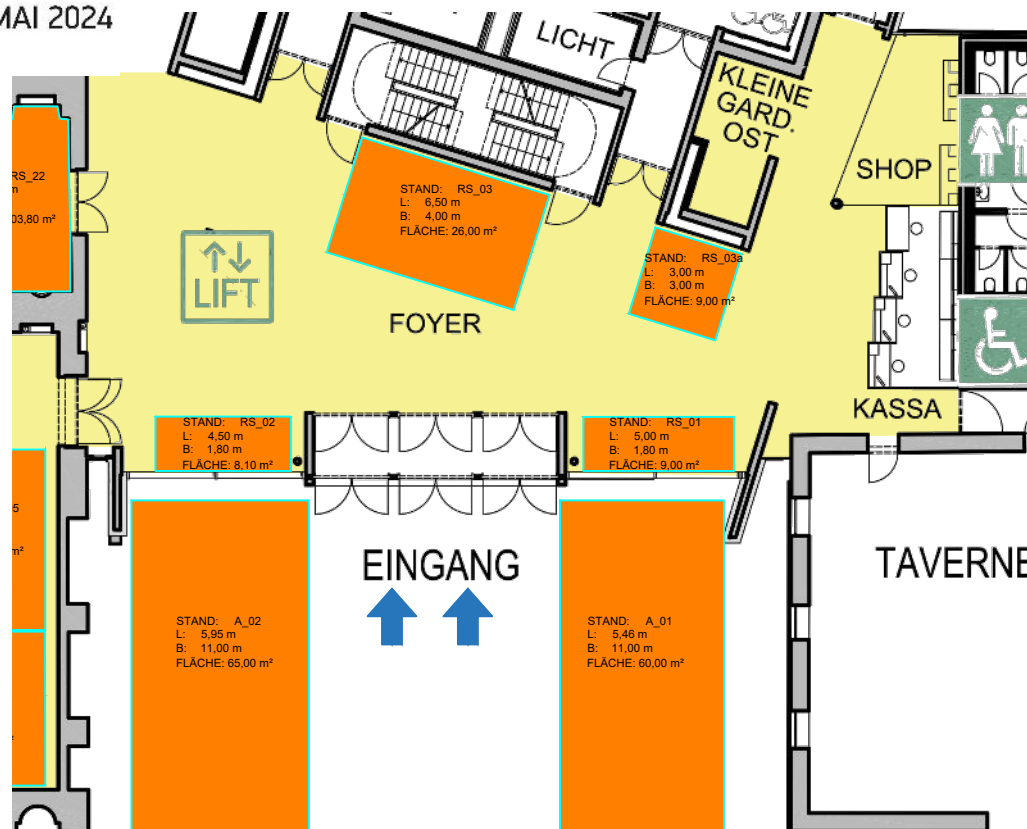 MAI 2024
LICHT
KLEINE
GARD.
OST
SHOP
RS_22
m
03,80 m²
STAND: RS_03
L: 6,50 m
B: 4,00 m
FLÄCHE: 26,00 m²
STAND: RS_03a
L: 3,00 m
B: 3,00 m
FLÄCHE: 9,00 m²
LIFT
FOYER
KASSA
STAND: RS_02
L: 4,50 m
B: 1,80 m
FLÄCHE: 8,10 m²
STAND: RS_01
L: 5,00 m
B: 1,80 m
FLÄCHE: 9,00 m²
5
m²
EINGANG
TAVERNE
STAND: A_02
L: 5,95 m
B: 11,00 m
FLÄCHE: 65,00 m²
STAND: A_01
L: 5,46 m
B: 11,00 m
FLÄCHE: 60,00 m²